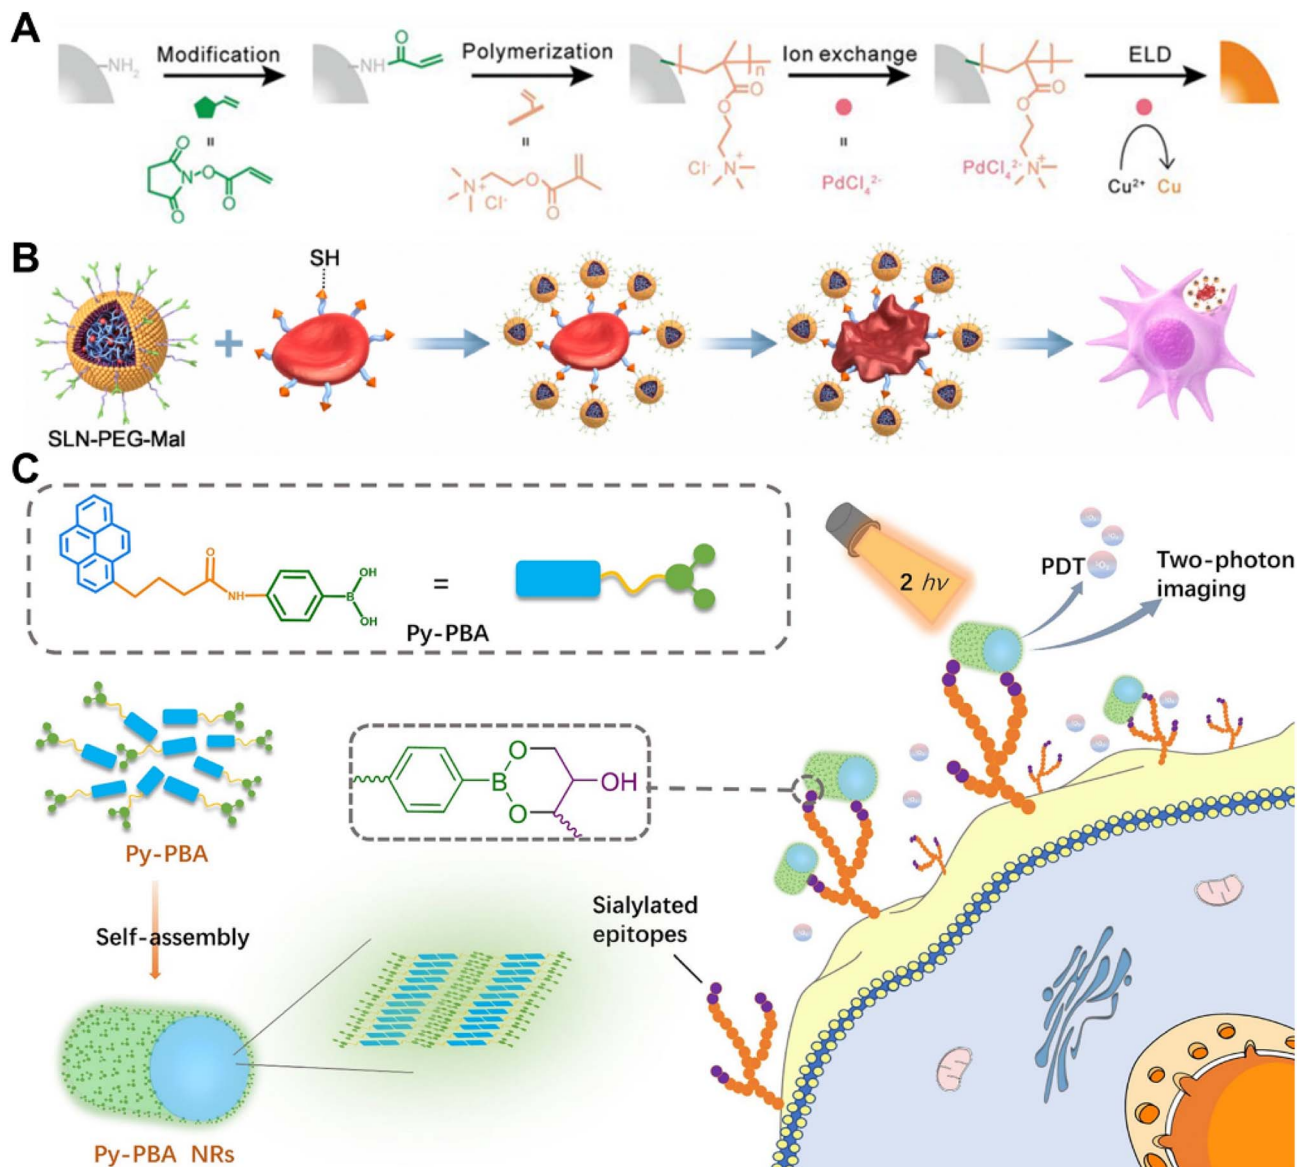 A
Modification
Polymerization
Ion exchange
ELD
NH₂
NH
O
n
O
O
Cl⁻
N⁺
PdCl₄²⁻
N⁺
O
O
=
=
=
O
N
O
O
O
N⁺
Cl⁻
O
O
PdCl₄²⁻
Cu²⁺
Cu
B
SH
+
SLN-PEG-Mal
C
O
NH
B
OH
OH
=
Py-PBA
2 hν
PDT
¹O₂
Two-photon
imaging
O
B
O
OH
Py-PBA
Self-assembly
Sialylated
epitopes
Py-PBA NRs